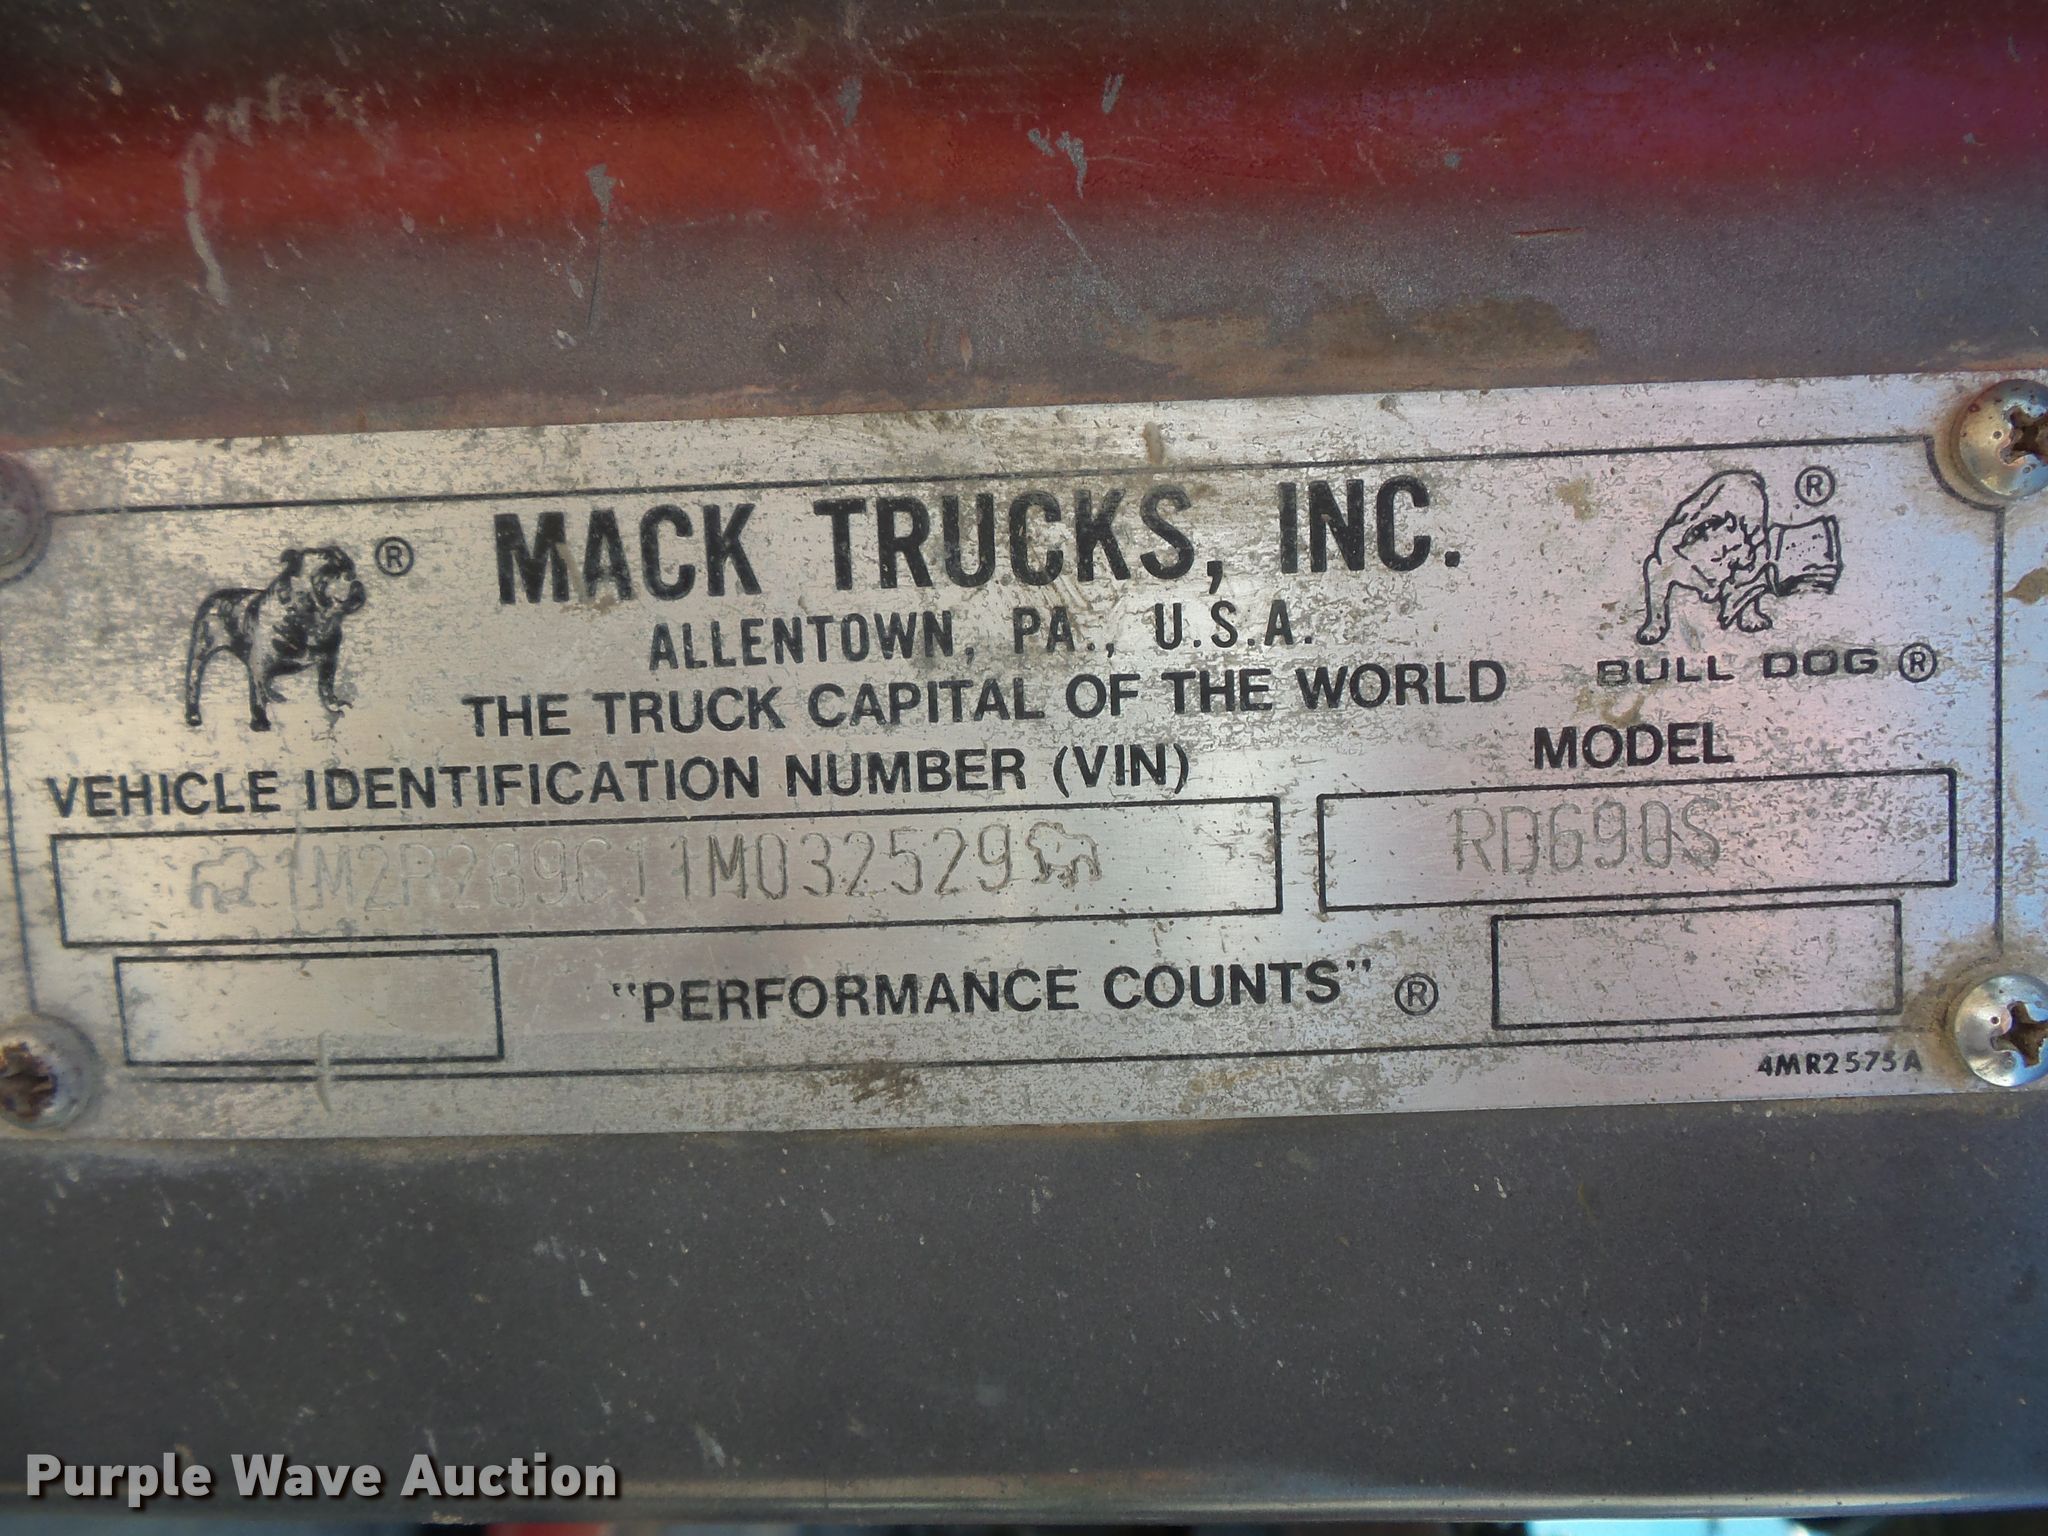 MACK TRUCKS, INC.
®
®
ALLENTOWN, PA., U.S.A.
BULL DOG ®
THE TRUCK CAPITAL OF THE WORLD
VEHICLE IDENTIFICATION NUMBER (VIN)
MODEL
1M2P289C11M032529
RD690S
"PERFORMANCE COUNTS" ®
4MR2575A
Purple Wave Auction